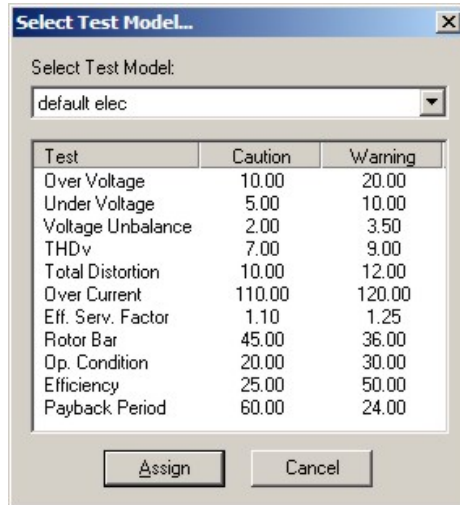 Select Test Model...
Select Test Model:
default elec
Test Caution Warning
Over Voltage 10.00 20.00
Under Voltage 5.00 10.00
Voltage Unbalance 2.00 3.50
THDv 7.00 9.00
Total Distortion 10.00 12.00
Over Current 110.00 120.00
Eff. Serv. Factor 1.10 1.25
Rotor Bar 45.00 36.00
Op. Condition 20.00 30.00
Efficiency 25.00 50.00
Payback Period 60.00 24.00
Assign Cancel